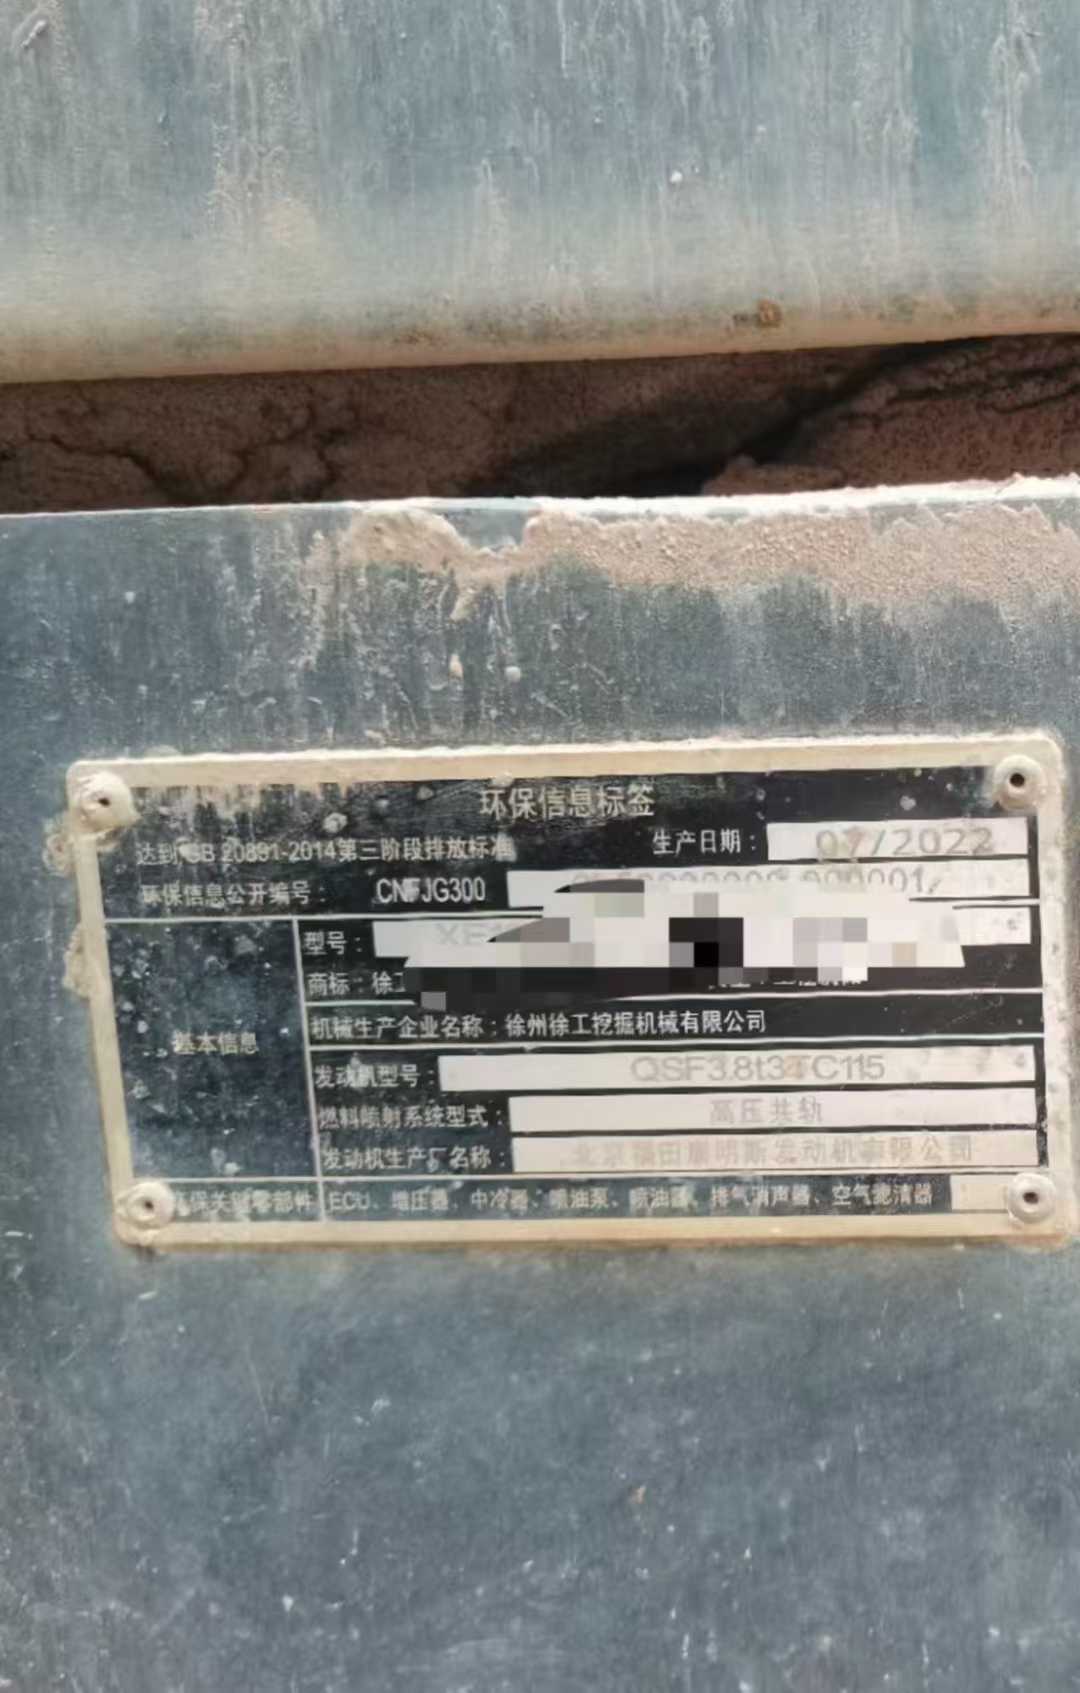 环保信息标签
达到 GB 20891-2014第三阶段排放标准 生产日期： 07/2022
环保信息公开编号： CNFJG300
型号： XE
商标：徐工
机械生产企业名称：徐州徐工挖掘机械有限公司
基本信息
发动机型号： QSF3.8t3TC115
燃料喷射系统型式： 高压共轨
发动机生产厂名称： 北京福田康明斯发动机有限公司
环保关键零部件 ECU、增压器、中冷器、喷油泵、喷油器、排气消声器、空气滤清器